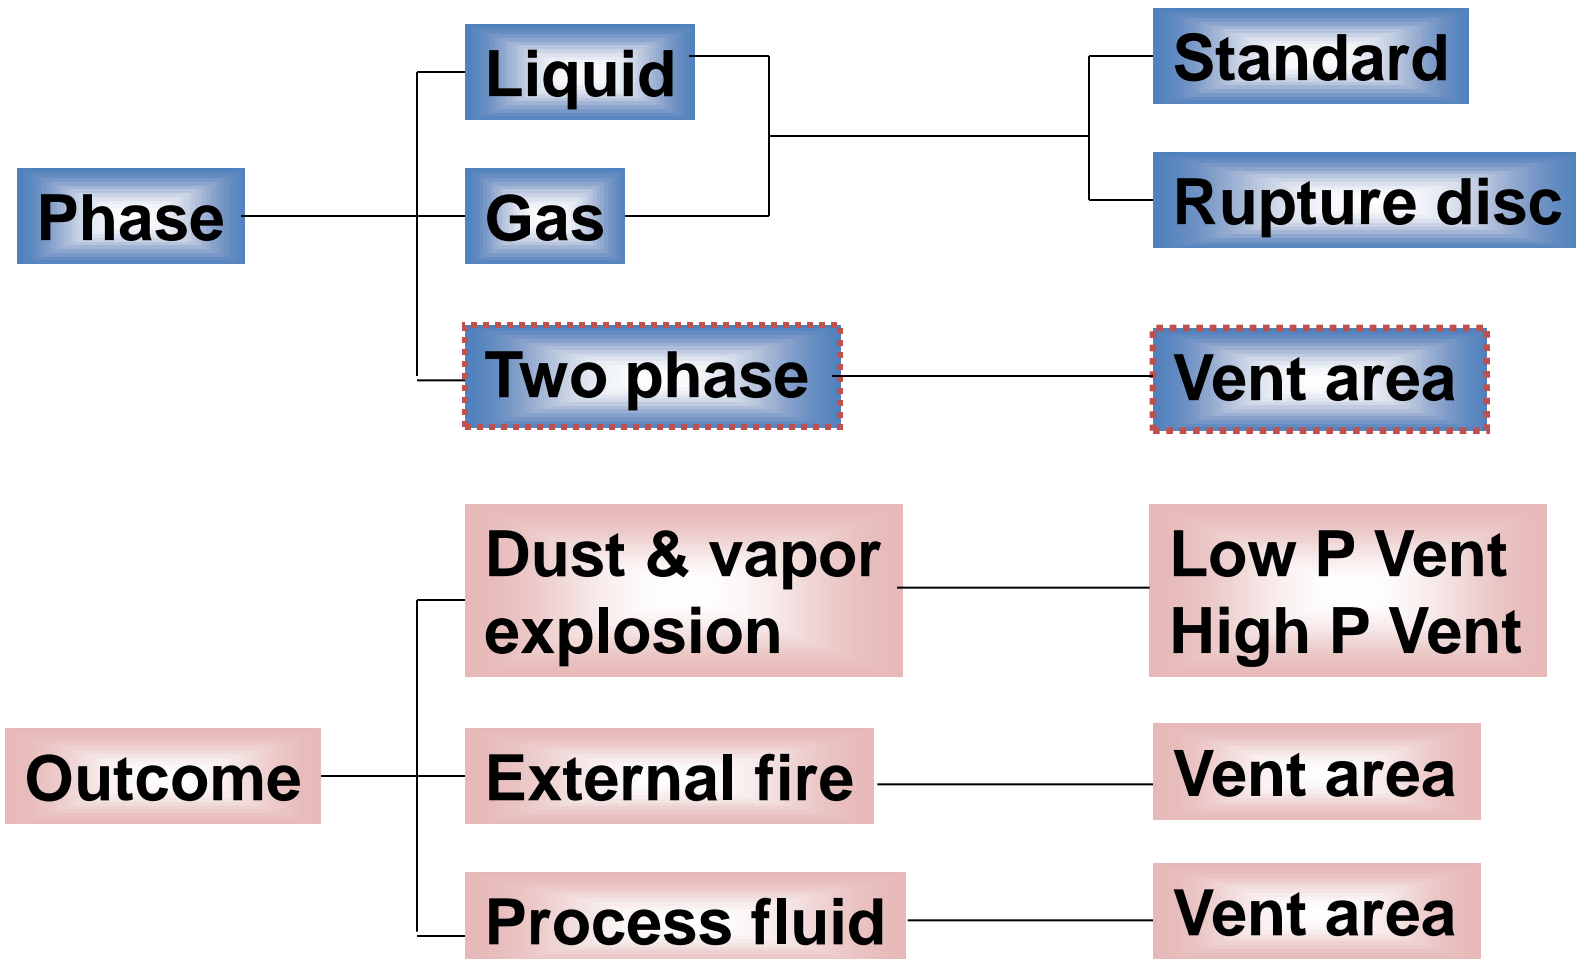 Liquid
Standard
Phase
Gas
Rupture disc
Two phase
Vent area
Dust & vapor
explosion
Low P Vent
High P Vent
Outcome
External fire
Vent area
Process fluid
Vent area